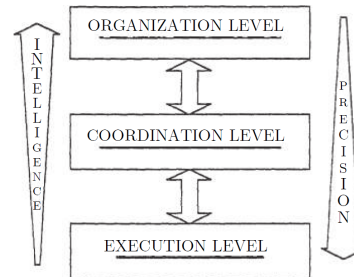 ORGANIZATION LEVEL
INTELLIGENCE
PRECISION
COORDINATION LEVEL
EXECUTION LEVEL